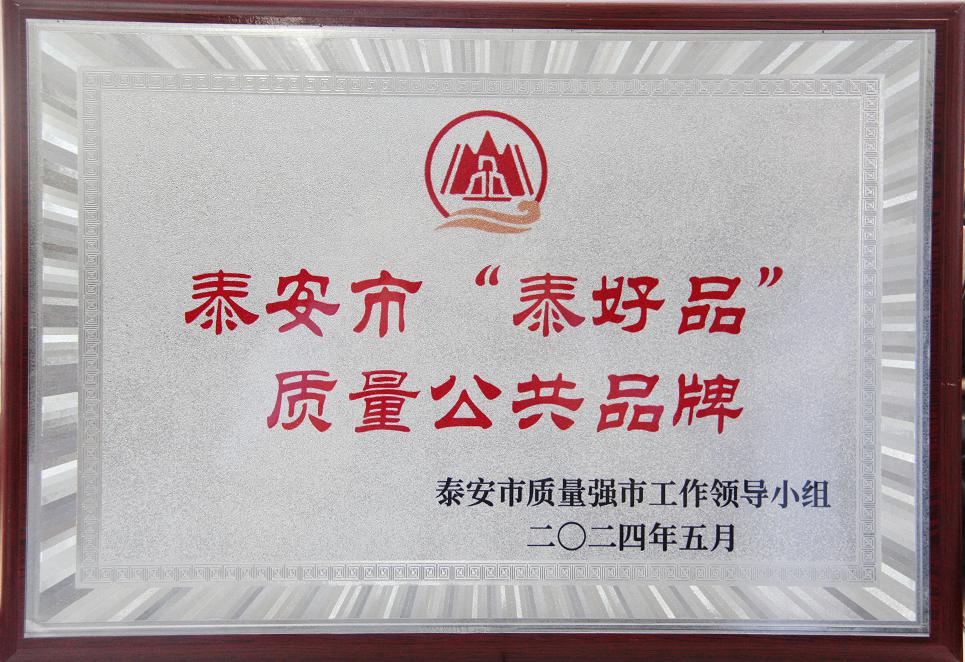 泰安市“泰好品”
质量公共品牌
泰安市质量强市工作领导小组
二〇二四年五月